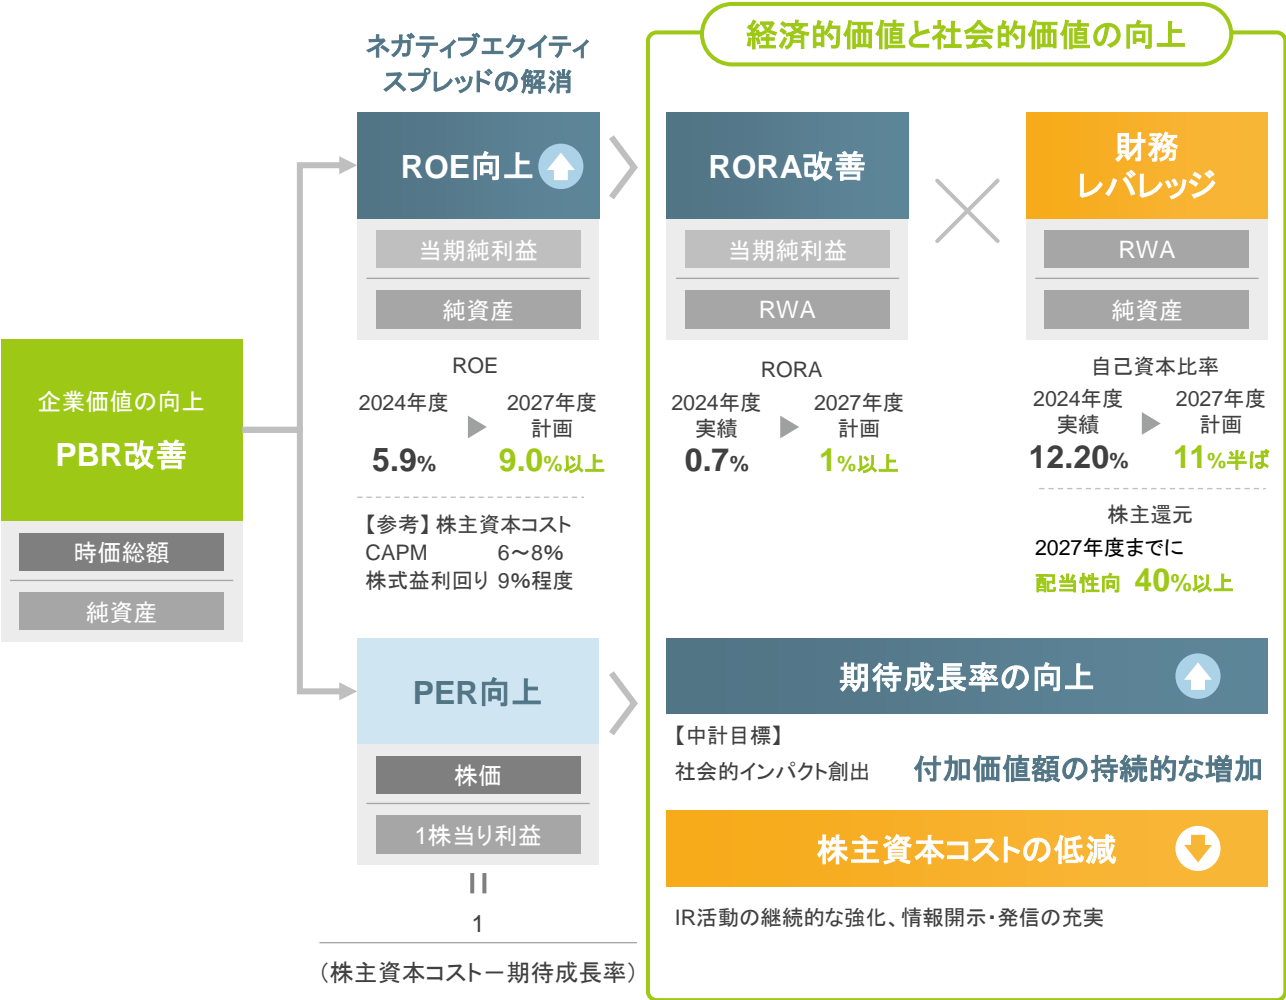 経済的価値と社会的価値の向上
ネガティブエクイティ
スプレッドの解消
企業価値の向上
PBR改善
時価総額
純資産
ROE向上
当期純利益
純資産
ROE
2024年度
5.9%
2027年度
計画
9.0%以上
【参考】株主資本コスト
CAPM 6～8%
株式益利回り 9%程度
RORA改善
当期純利益
RWA
RORA
2024年度
実績
0.7%
2027年度
計画
1%以上
財務
レバレッジ
RWA
純資産
自己資本比率
2024年度
実績
12.20%
2027年度
計画
11%半ば
株主還元
2027年度までに
配当性向 40%以上
PER向上
株価
1株当り利益
=
1
（株主資本コスト－期待成長率）
期待成長率の向上
【中計目標】
社会的インパクト創出 付加価値額の持続的な増加
株主資本コストの低減
IR活動の継続的な強化、情報開示・発信の充実